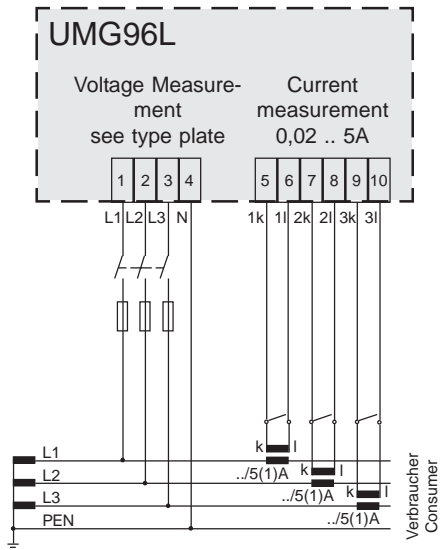 UMG96L
Voltage Measure-
ment
see type plate
Current
measurement
0,02 .. 5A
1 2 3 4 5 6 7 8 9 10
L1 L2 L3 N 1k 1l 2k 2l 3k 3l
L1
k l
../5(1)A
L2
k l
../5(1)A
L3
k l
../5(1)A
PEN
Verbraucher
Consumer